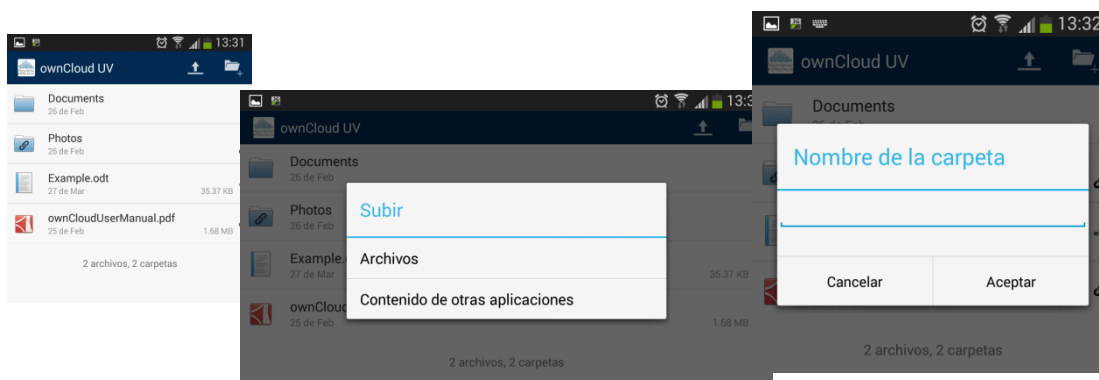 13:31
ownCloud UV
Documents
26 de Feb
Photos
26 de Feb
Example.odt
27 de Mar
35.37 KB
ownCloudUserManual.pdf
25 de Feb
1.68 MB
2 archivos, 2 carpetas
13:3
ownCloud UV
Documents
26 de Feb
Photos
26 de Feb
Example.
27 de Mar
35.37 KB
ownCloud
25 de Feb
1.68 MB
Subir
Archivos
Contenido de otras aplicaciones
2 archivos, 2 carpetas
13:32
ownCloud UV
Documents
Nombre de la carpeta
Cancelar
Aceptar
2 archivos, 2 carpetas